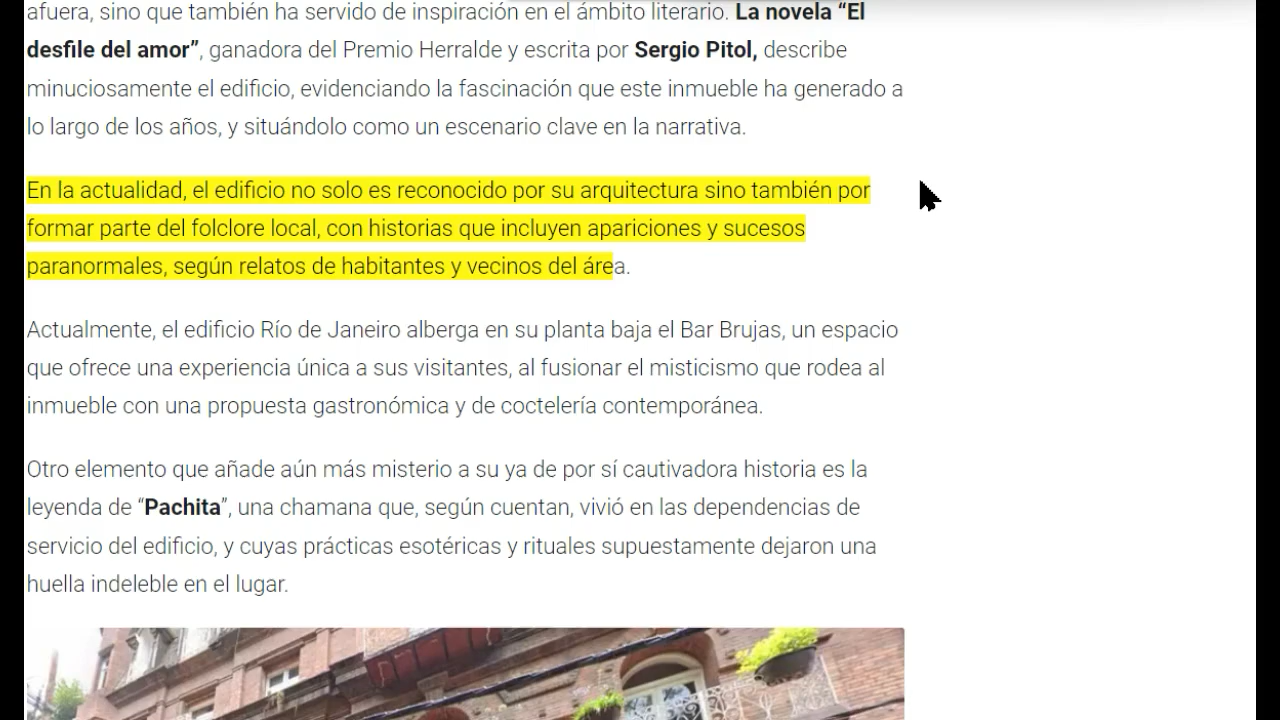 afuera, sino que también ha servido de inspiración en el ámbito literario. La novela “El
desfile del amor”, ganadora del Premio Herralde y escrita por Sergio Pitol, describe
minuciosamente el edificio, evidenciando la fascinación que este inmueble ha generado a
lo largo de los años, y situándolo como un escenario clave en la narrativa.
En la actualidad, el edificio no solo es reconocido por su arquitectura sino también por
formar parte del folclore local, con historias que incluyen apariciones y sucesos
paranormales, según relatos de habitantes y vecinos del área.
Actualmente, el edificio Río de Janeiro alberga en su planta baja el Bar Brujas, un espacio
que ofrece una experiencia única a sus visitantes, al fusionar el misticismo que rodea al
inmueble con una propuesta gastronómica y de coctelería contemporánea.
Otro elemento que añade aún más misterio a su ya de por sí cautivadora historia es la
leyenda de “Pachita”, una chamana que, según cuentan, vivió en las dependencias de
servicio del edificio, y cuyas prácticas esotéricas y rituales supuestamente dejaron una
huella indeleble en el lugar.